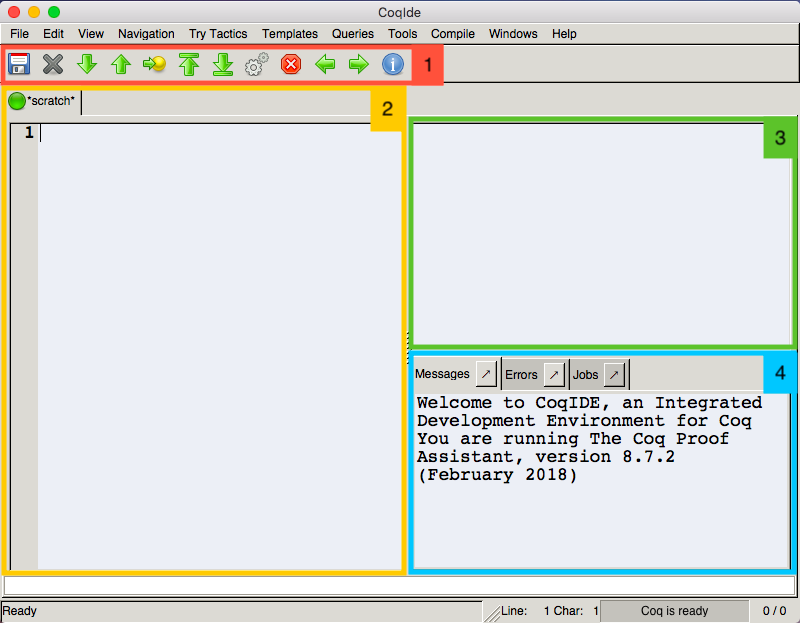 CoqIde
File Edit View Navigation Try Tactics Templates Queries Tools Compile Windows Help
1
*scratch*
2
1
3
4
Messages Errors Jobs
Welcome to CoqIDE, an Integrated
Development Environment for Coq
You are running The Coq Proof
Assistant, version 8.7.2
(February 2018)
Ready Line: 1 Char: 1 Coq is ready 0 / 0